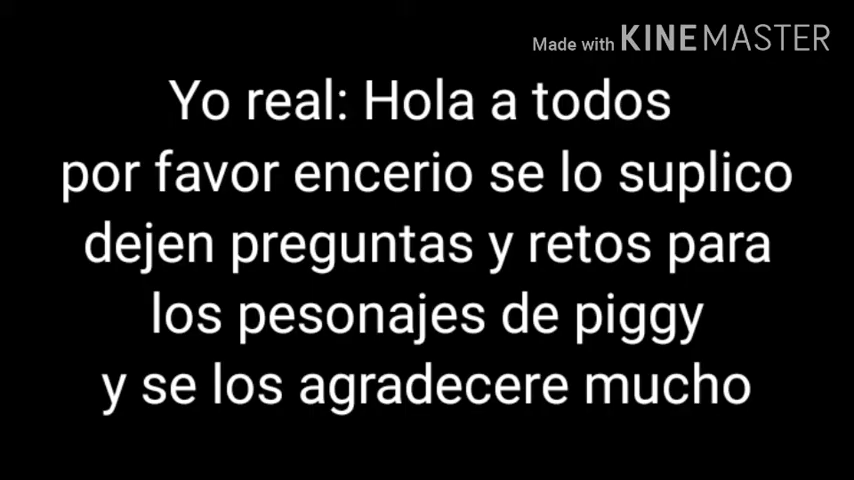 Made with KINEMASTER
Yo real: Hola a todos
por favor encerio se lo suplico
dejen preguntas y retos para
los pesonajes de piggy
y se los agradecere mucho